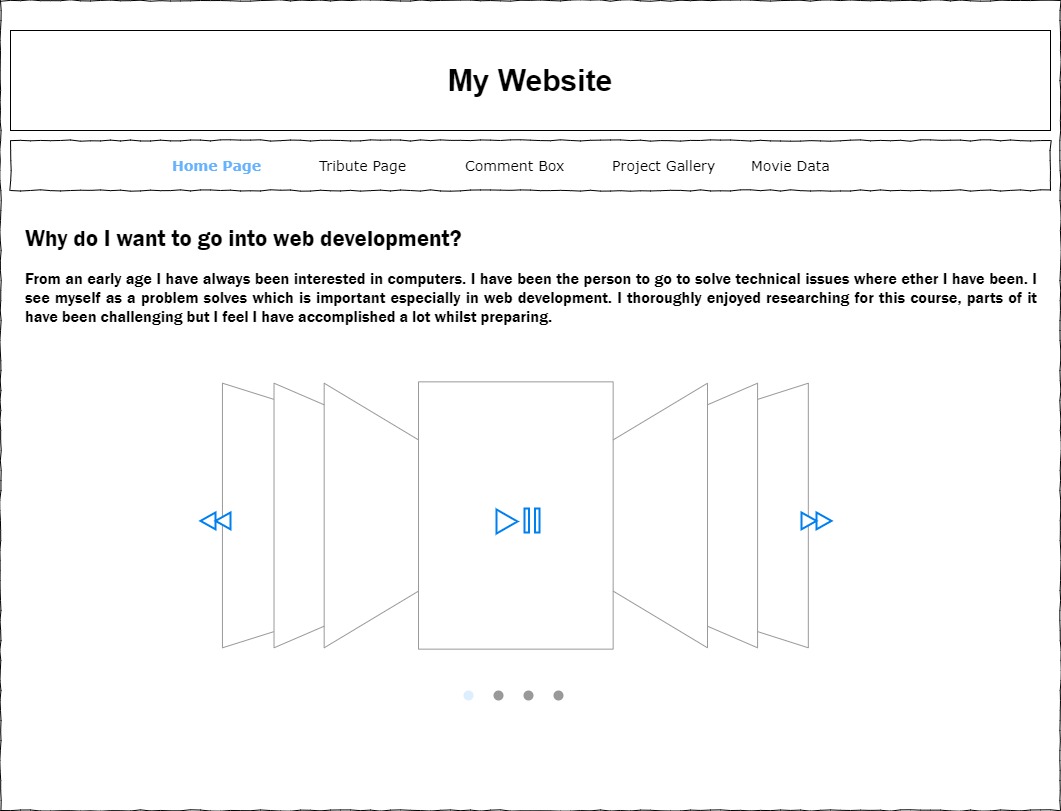 My Website
Home Page Tribute Page Comment Box Project Gallery Movie Data
Why do I want to go into web development?
From an early age I have always been interested in computers. I have been the person to go to solve technical issues where ether I have been. I
see myself as a problem solves which is important especially in web development. I thoroughly enjoyed researching for this course, parts of it
have been challenging but I feel I have accomplished a lot whilst preparing.